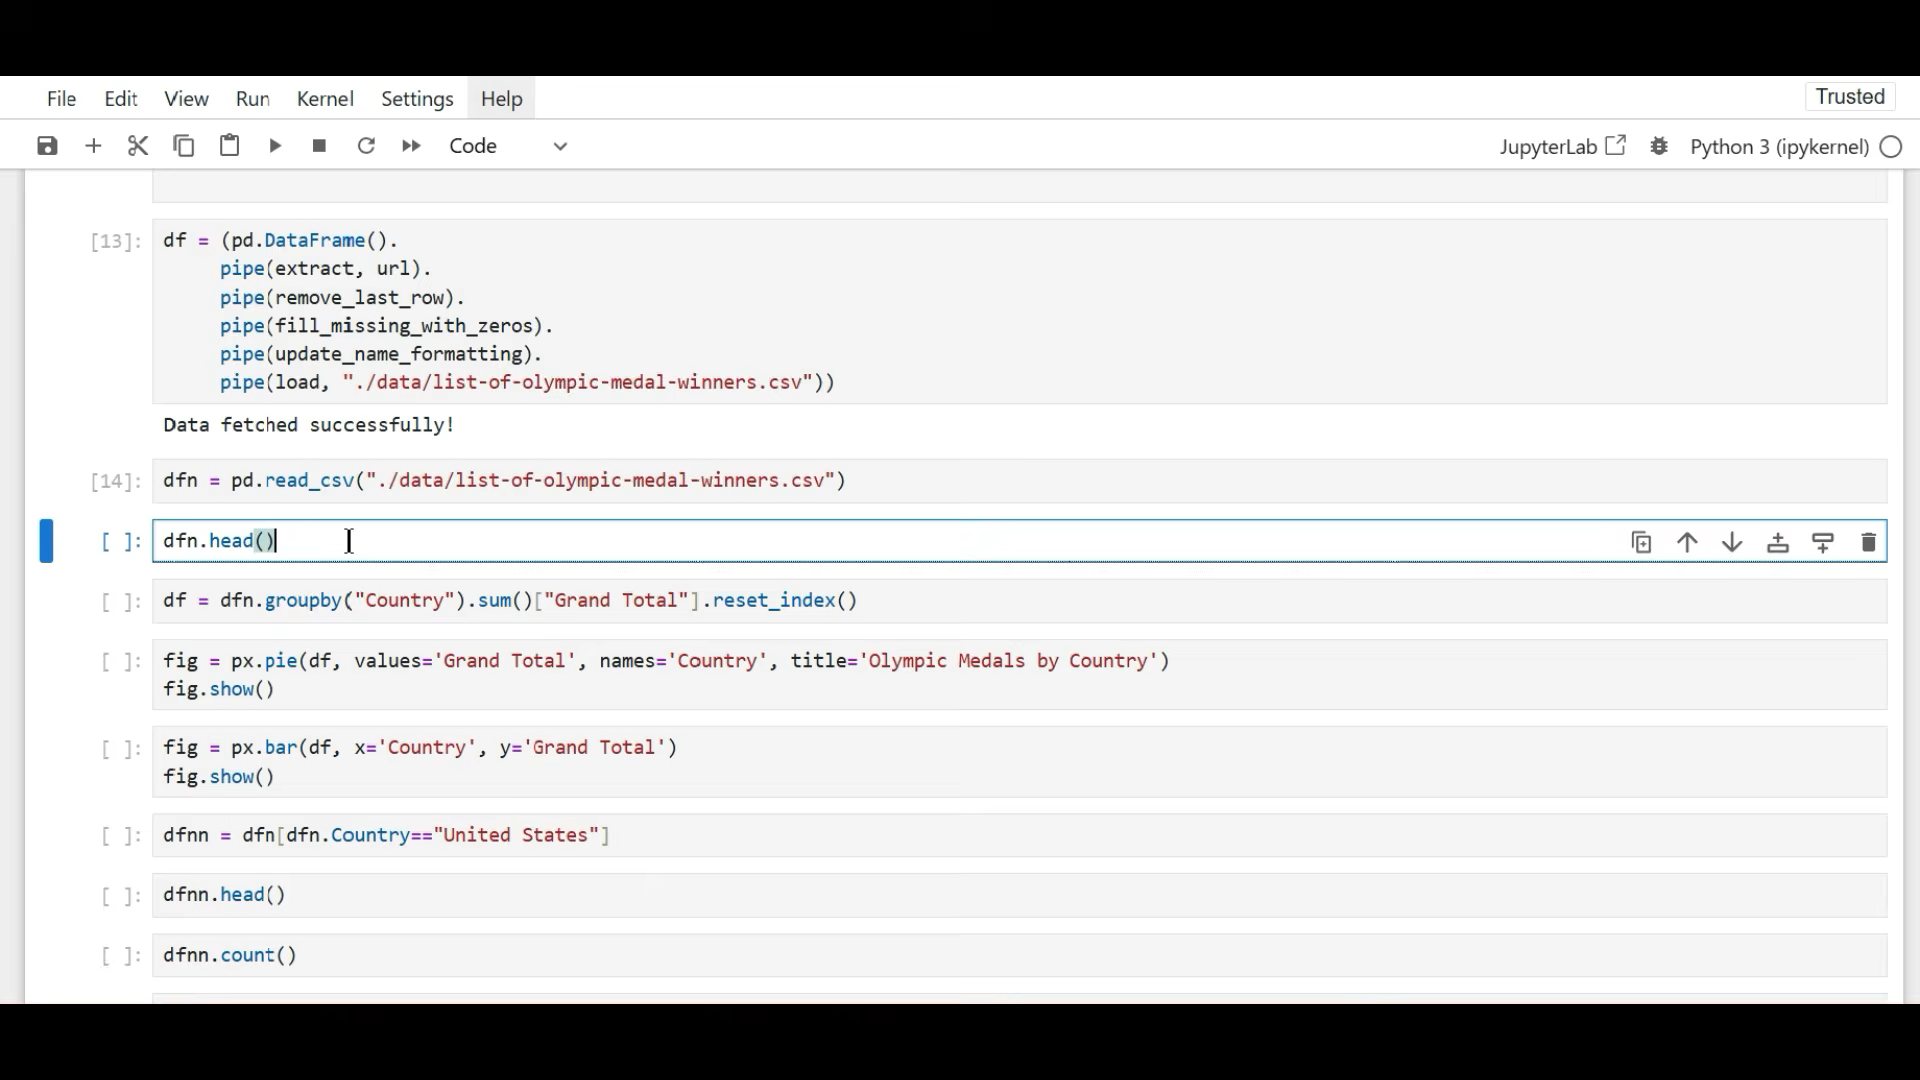 File Edit View Run Kernel Settings Help Trusted
Code JupyterLab Python 3 (ipykernel)
[13]: df = (pd.DataFrame().
pipe(extract, url).
pipe(remove_last_row).
pipe(fill_missing_with_zeros).
pipe(update_name_formatting).
pipe(load, "./data/list-of-olympic-medal-winners.csv"))
Data fetched successfully!
[14]: dfn = pd.read_csv("./data/list-of-olympic-medal-winners.csv")
[ ]: dfn.head()
[ ]: df = dfn.groupby("Country").sum()["Grand Total"].reset_index()
[ ]: fig = px.pie(df, values='Grand Total', names='Country', title='Olympic Medals by Country')
fig.show()
[ ]: fig = px.bar(df, x='Country', y='Grand Total')
fig.show()
[ ]: dfnn = dfn[dfn.Country=="United States"]
[ ]: dfnn.head()
[ ]: dfnn.count()